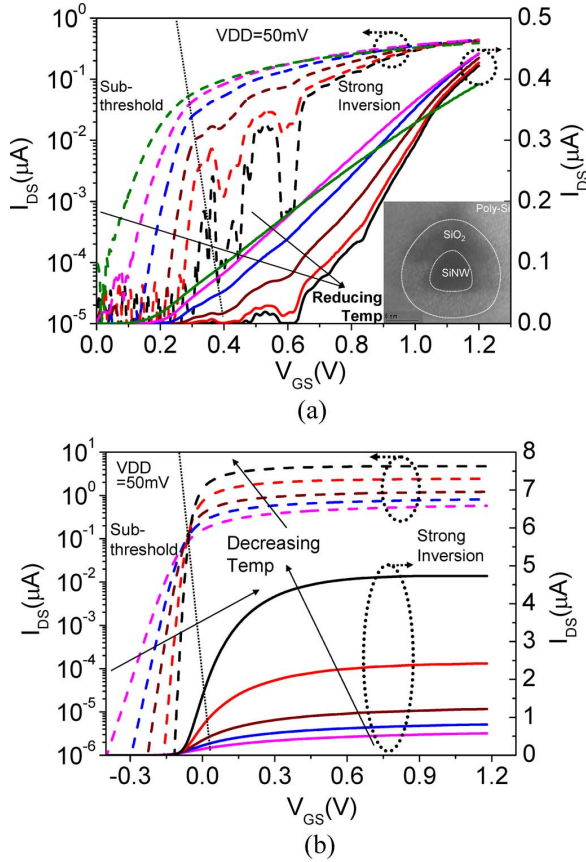 (a)
VDD=50mV
Sub-
threshold
Strong
Inversion
Reducing
Temp
Poly-Si
SiO2
SiNW
I_DS(μA)
10^0
10^-1
10^-2
10^-3
10^-4
10^-5
0.5
0.4
0.3
0.2
0.1
0.0
I_DS(μA)
0.0 0.2 0.4 0.6 0.8 1.0 1.2
V_GS(V)
(a)
VDD
=50mV
Sub-
threshold
Decreasing
Temp
Strong
Inversion
I_DS(μA)
10^1
10^0
10^-1
10^-2
10^-3
10^-4
10^-5
10^-6
8
7
6
5
4
3
2
1
0
I_DS(μA)
-0.3 0.0 0.3 0.6 0.9 1.2
V_GS(V)
(b)